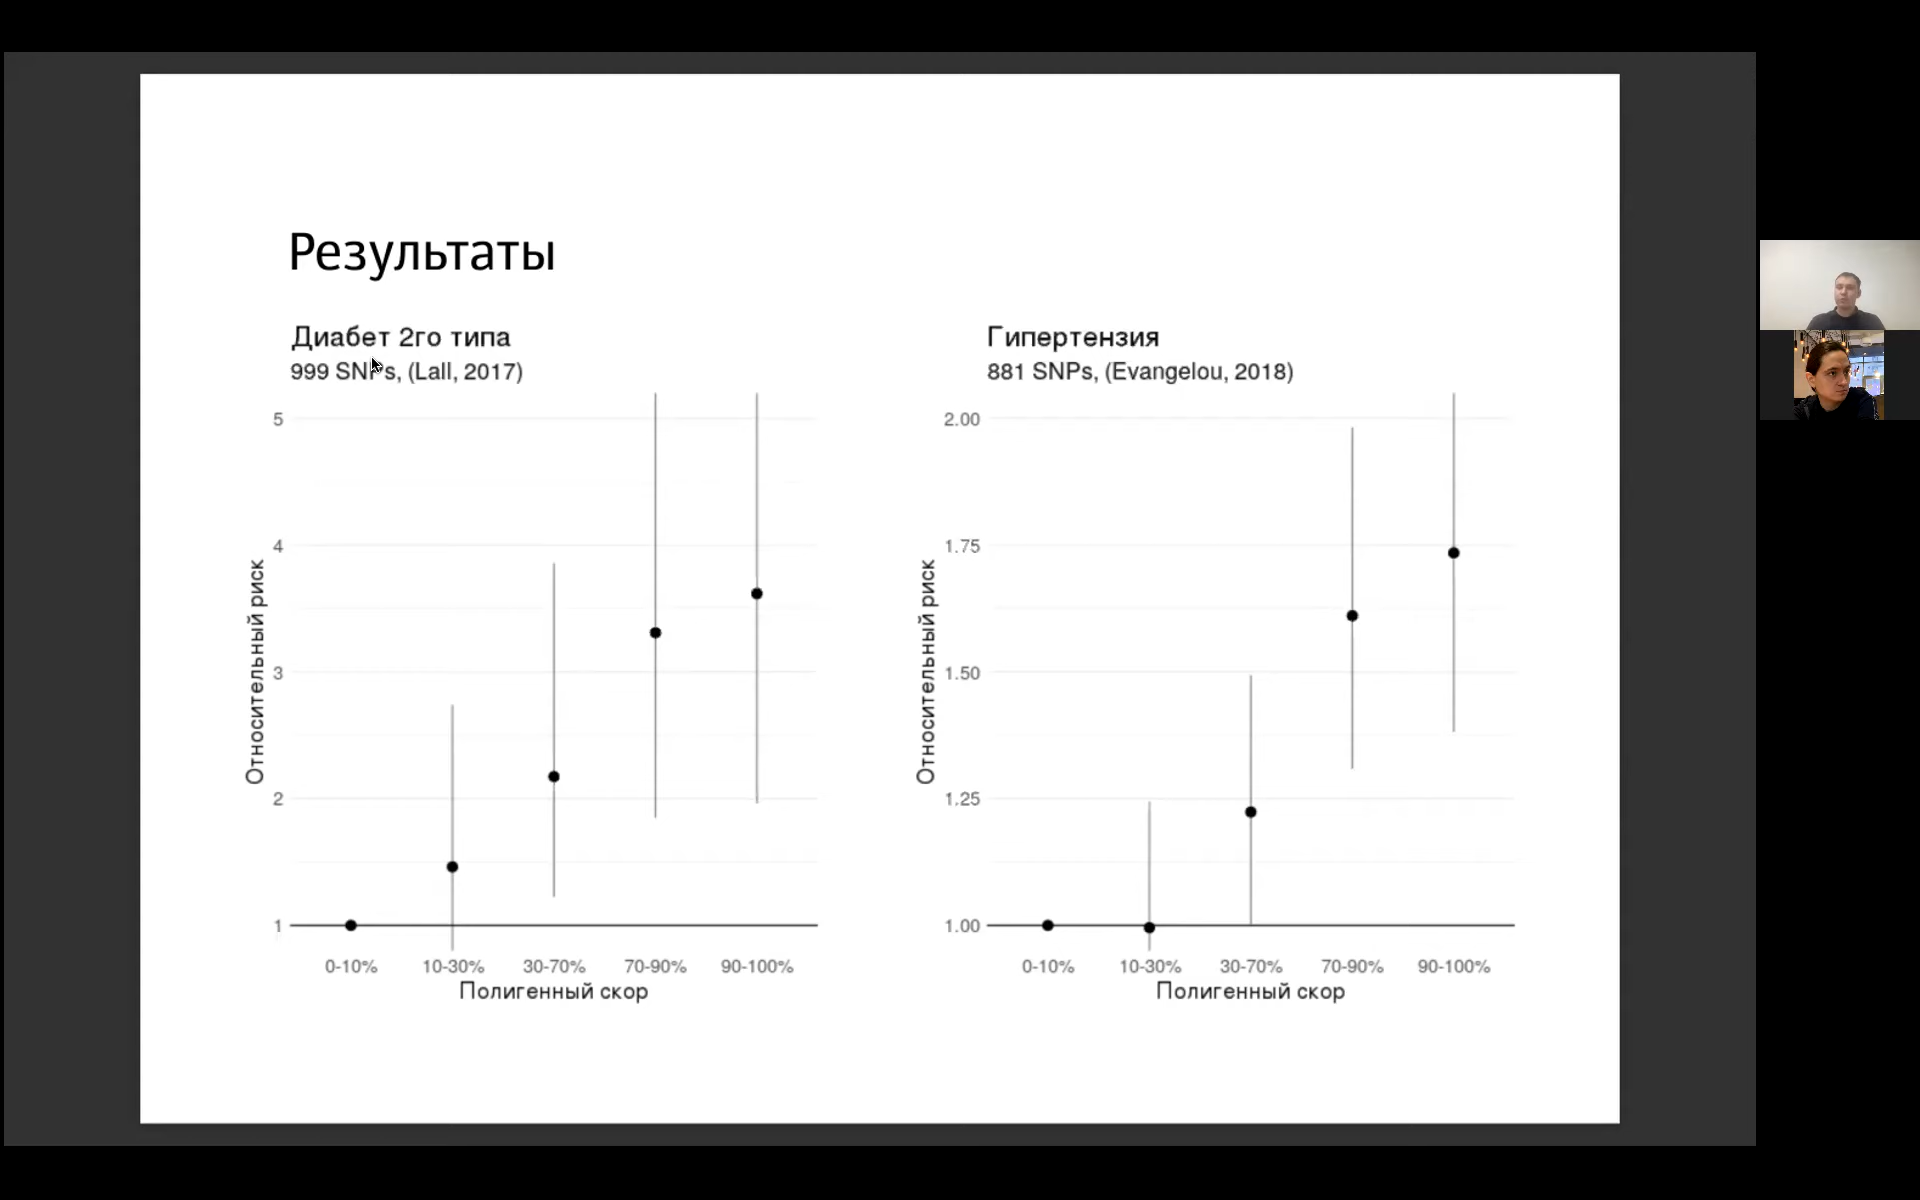 Результаты
Диабет 2го типа
999 SNPs, (Lall, 2017)
5
4
3
2
1
Относительный риск
0-10%
10-30%
30-70%
70-90%
90-100%
Полигенный скор
Гипертензия
881 SNPs, (Evangelou, 2018)
2.00
1.75
1.50
1.25
1.00
Относительный риск
0-10%
10-30%
30-70%
70-90%
90-100%
Полигенный скор